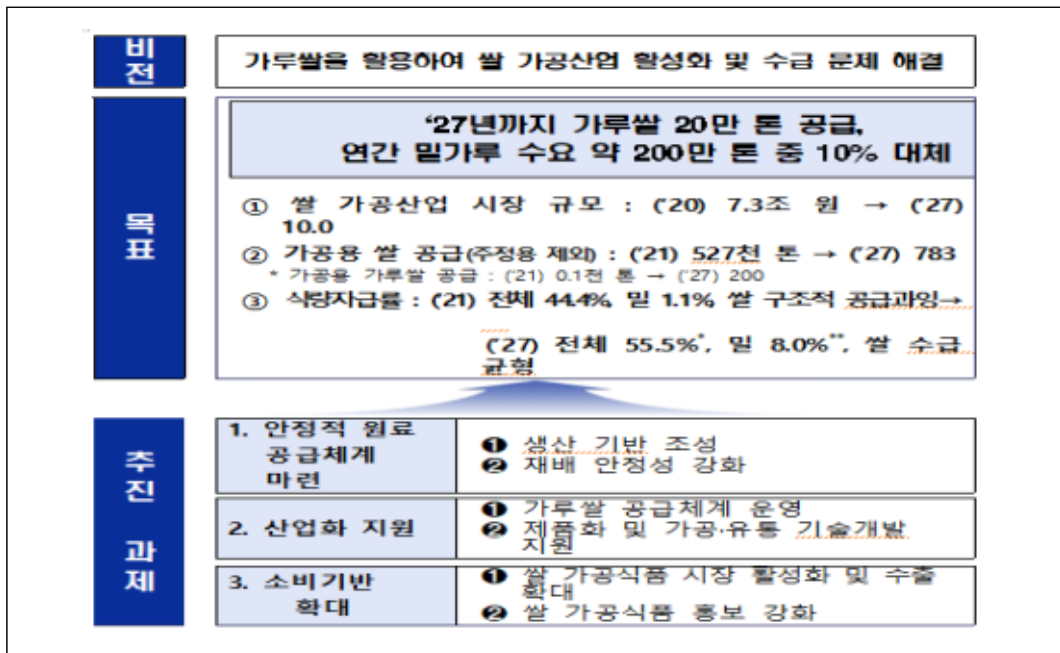 비전
가루쌀을 활용하여 쌀 가공산업 활성화 및 수급 문제 해결
목표
‘27년까지 가루쌀 20만 톤 공급,
연간 밀가루 수요 약 200만 톤 중 10% 대체
① 쌀 가공산업 시장 규모 : (’20) 7.3조 원 → (’27)
10.0
② 가공용 쌀 공급(주정용 제외) : (’21) 527천 톤 → (’27) 783
* 가공용 가루쌀 공급 : (’21) 0.1천 톤 → (’27) 200
③ 식량자급률 : (’21) 전체 44.4%, 밀 1.1%, 쌀 구조적 공급과잉→
(’27) 전체 55.5%*, 밀 8.0%**, 쌀 수급
균형
추진 과제
1. 안정적 원료
공급체계
마련
❶ 생산 기반 조성
❷ 재배 안정성 강화
2. 산업화 지원
❶ 가루쌀 공급체계 운영
❷ 제품화 및 가공·유통 기술개발
지원
3. 소비기반
확대
❶ 쌀 가공식품 시장 활성화 및 수출
확대
❷ 쌀 가공식품 홍보 강화